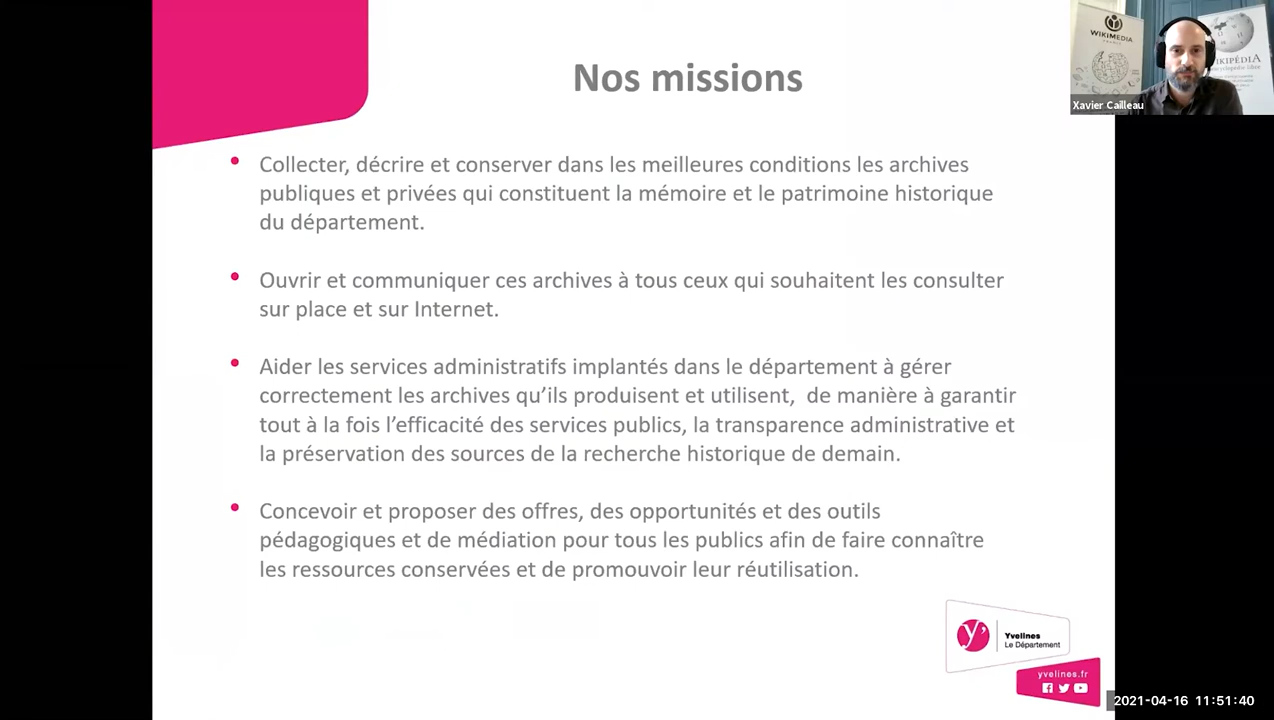 Nos missions
WIKIMEDIA
Xavier Cailleau
Collecter, décrire et conserver dans les meilleures conditions les archives
publiques et privées qui constituent la mémoire et le patrimoine historique
du département.
Ouvrir et communiquer ces archives à tous ceux qui souhaitent les consulter
sur place et sur Internet.
Aider les services administratifs implantés dans le département à gérer
correctement les archives qu’ils produisent et utilisent, de manière à garantir
tout à la fois l’efficacité des services publics, la transparence administrative et
la préservation des sources de la recherche historique de demain.
Concevoir et proposer des offres, des opportunités et des outils
pédagogiques et de médiation pour tous les publics afin de faire connaître
les ressources conservées et de promouvoir leur réutilisation.
Yvelines
Le Département
yvelines.fr
2021-04-16 11:51:40